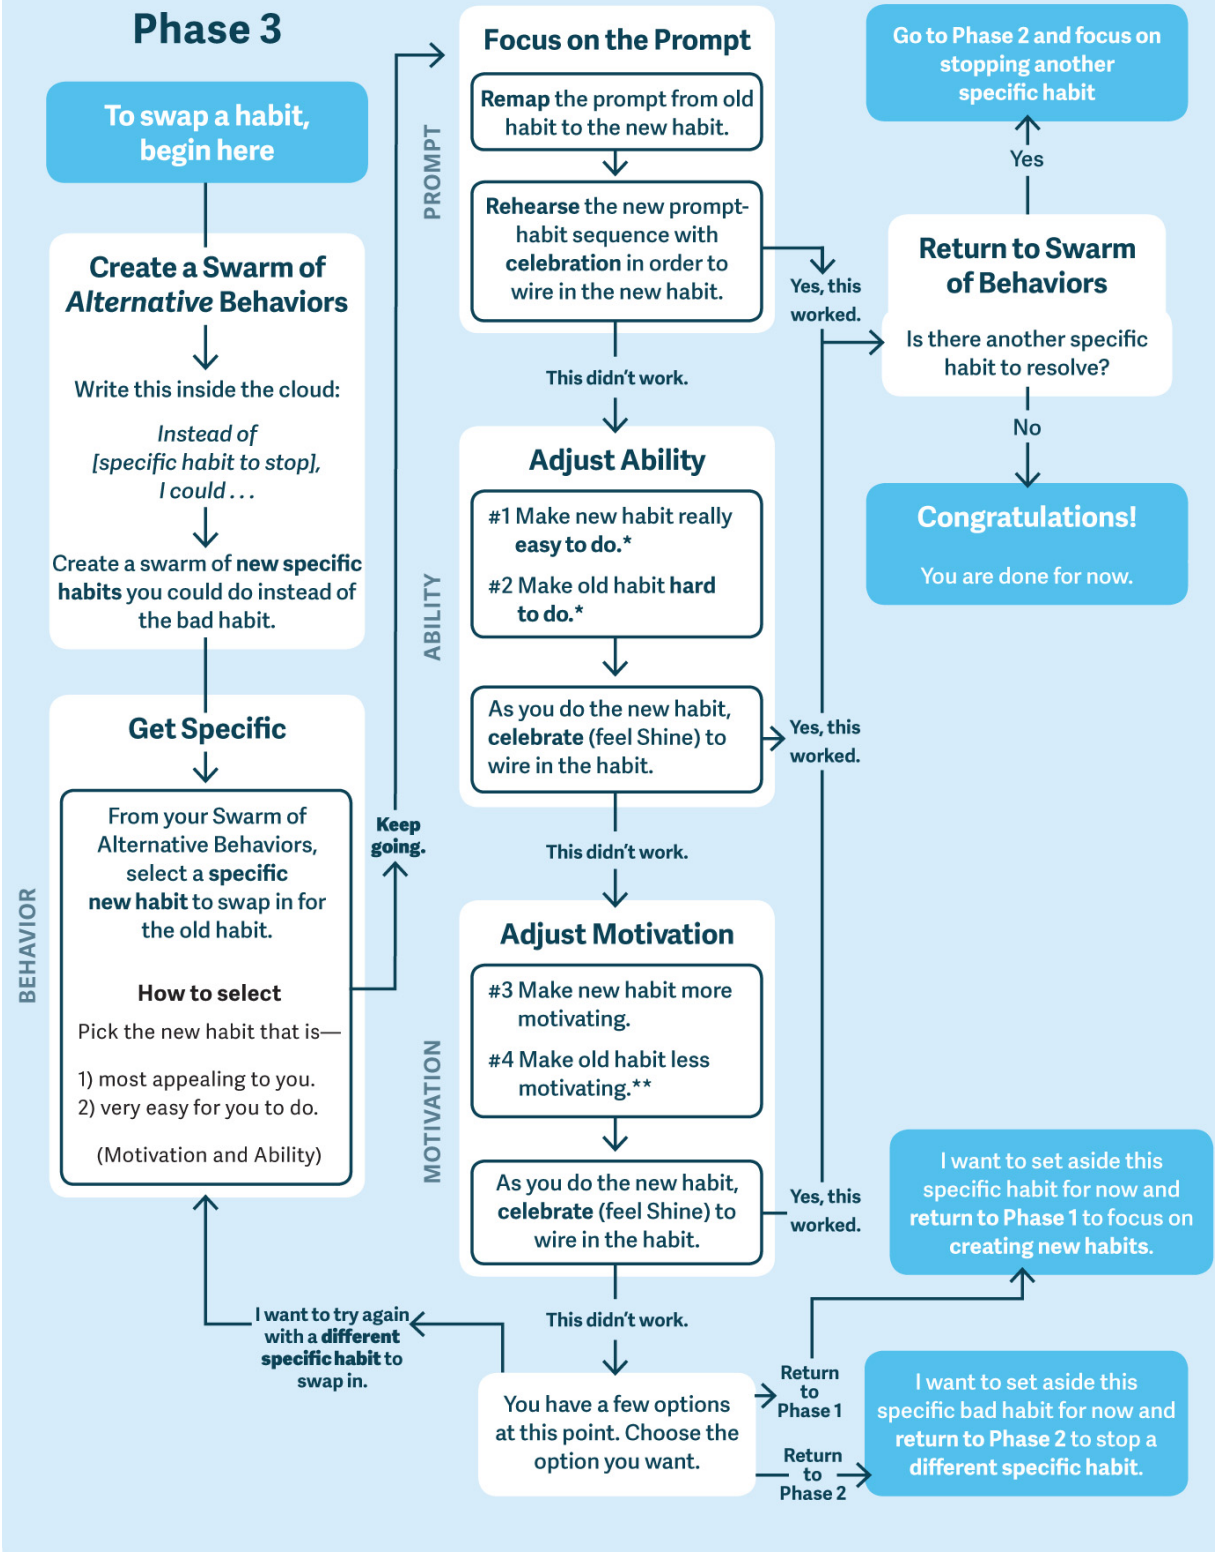 Phase 3
To swap a habit,
begin here
Create a Swarm of
Alternative Behaviors
Write this inside the cloud:
Instead of
[specific habit to stop],
I could . . .
Create a swarm of new specific
habits you could do instead of
the bad habit.
BEHAVIOR
Get Specific
From your Swarm of
Alternative Behaviors,
select a specific
new habit to swap in for
the old habit.
How to select
Pick the new habit that is—
1) most appealing to you.
2) very easy for you to do.
(Motivation and Ability)
Keep
going.
PROMPT
Focus on the Prompt
Remap the prompt from old
habit to the new habit.
Rehearse the new prompt-
habit sequence with
celebration in order to
wire in the new habit.
Yes, this
worked.
This didn't work.
ABILITY
Adjust Ability
#1 Make new habit really
easy to do.*
#2 Make old habit hard
to do.*
As you do the new habit,
celebrate (feel Shine) to
wire in the habit.
Yes, this
worked.
This didn't work.
MOTIVATION
Adjust Motivation
#3 Make new habit more
motivating.
#4 Make old habit less
motivating.**
As you do the new habit,
celebrate (feel Shine) to
wire in the habit.
Yes, this
worked.
This didn't work.
You have a few options
at this point. Choose the
option you want.
I want to try again
with a different
specific habit to
swap in.
Return
to
Phase 1
I want to set aside this
specific habit for now and
return to Phase 1 to focus on
creating new habits.
Return
to
Phase 2
I want to set aside this
specific bad habit for now and
return to Phase 2 to stop a
different specific habit.
Return to Swarm
of Behaviors
Is there another specific
habit to resolve?
Yes
Go to Phase 2 and focus on
stopping another
specific habit
No
Congratulations!
You are done for now.